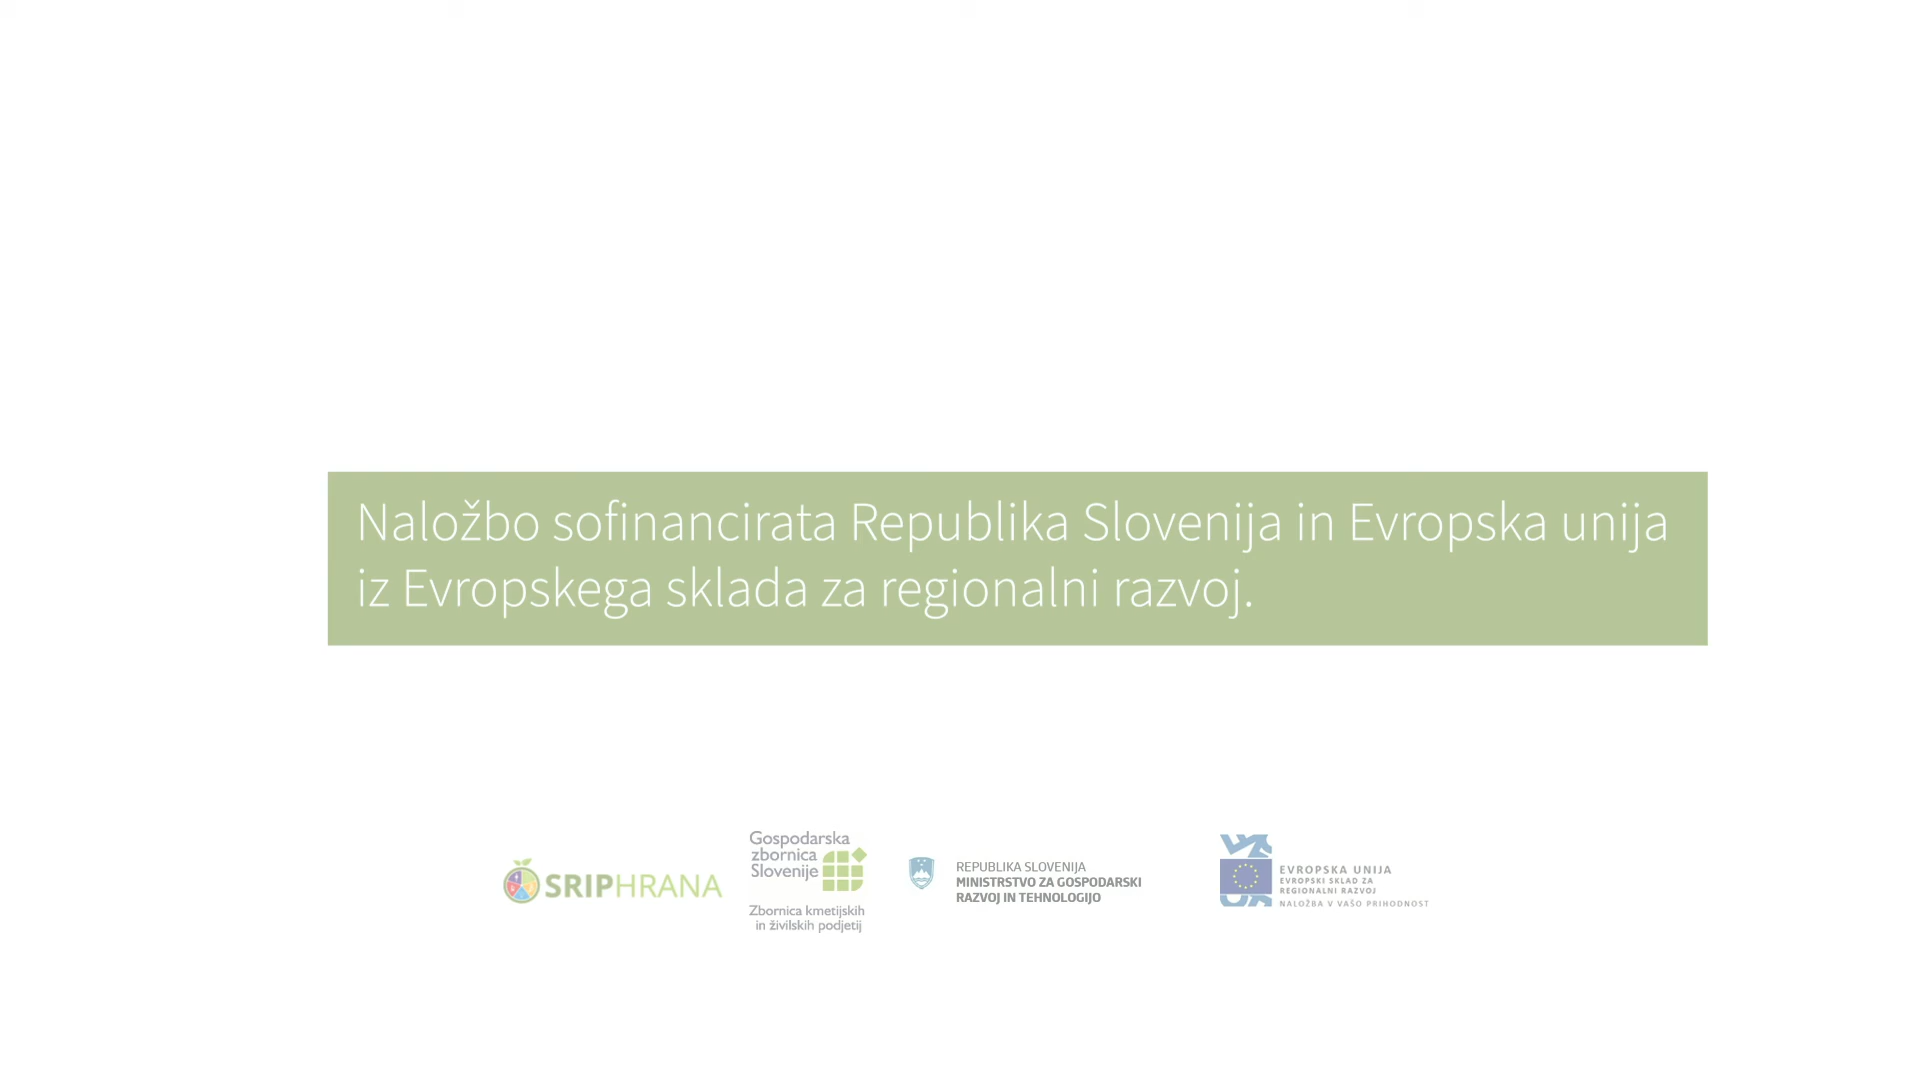 Naložbo sofinancirata Republika Slovenija in Evropska unija
iz Evropskega sklada za regionalni razvoj.
SRIPHRANA
Gospodarska
zbornica
Slovenije
Zbornica kmetijskih
in živilskih podjetij
REPUBLIKA SLOVENIJA
MINISTRSTVO ZA GOSPODARSKI
RAZVOJ IN TEHNOLOGIJO
EVROPSKA UNIJA
EVROPSKI SKLAD ZA
REGIONALNI RAZVOJ
NALOŽBA V VAŠO PRIHODNOST